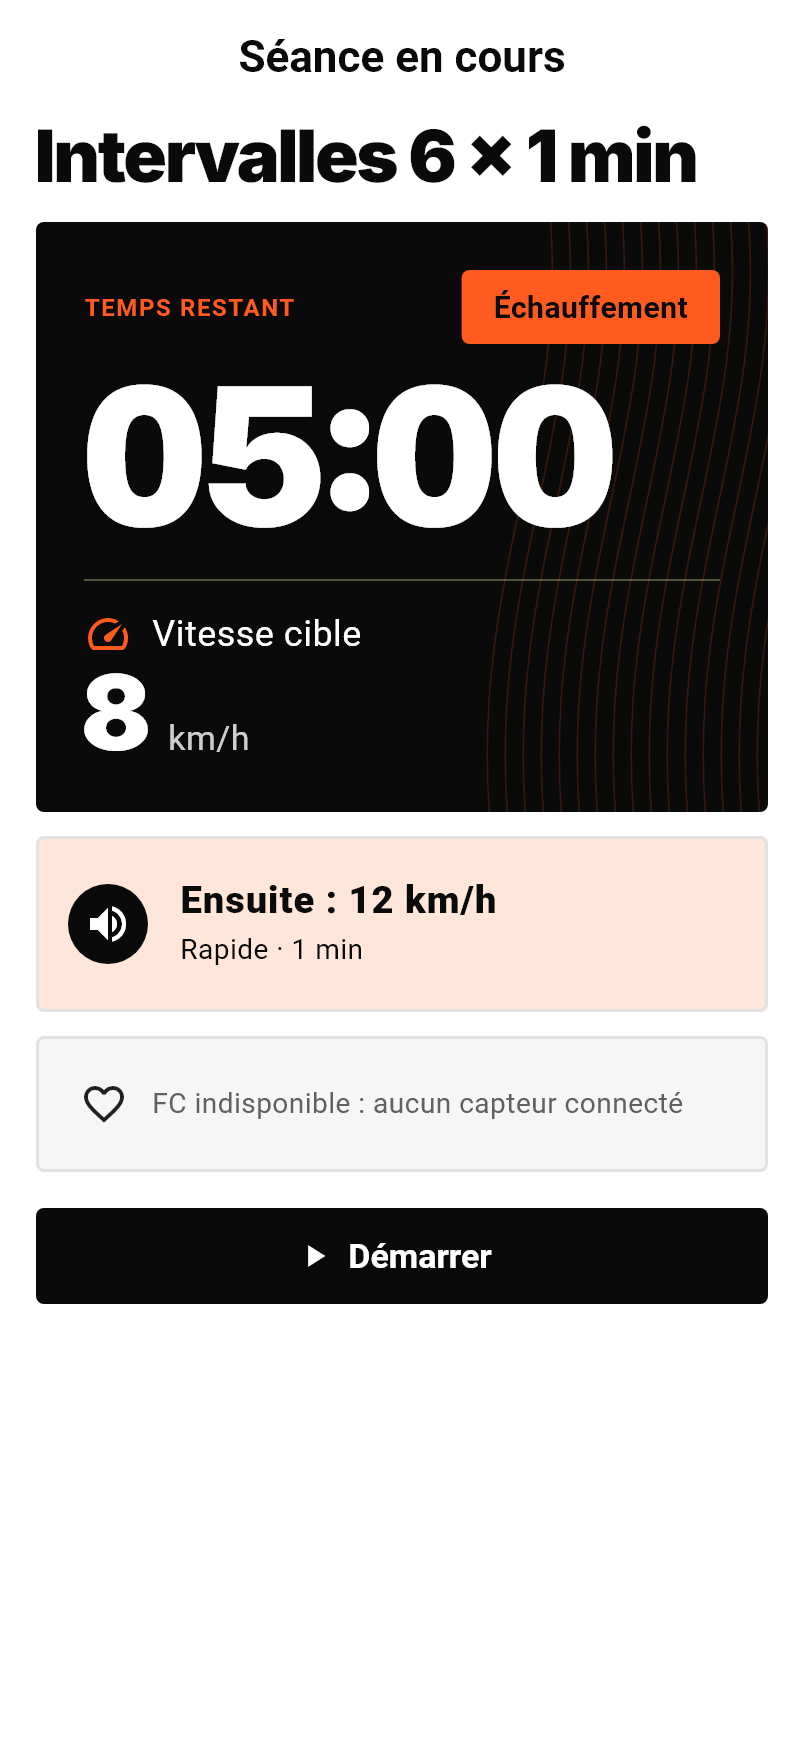 Séance en cours
Intervalles 6 × 1 min
TEMPS RESTANT
Échauffement
05:00
Vitesse cible
8 km/h
Ensuite : 12 km/h
Rapide · 1 min
FC indisponible : aucun capteur connecté
Démarrer